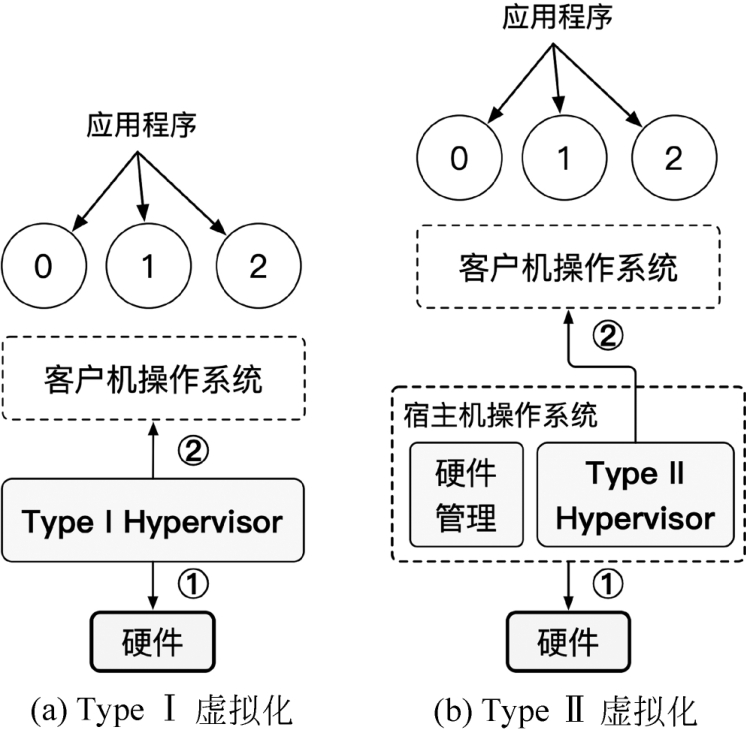 应用程序
0 1 2
客户机操作系统
②
Type I Hypervisor
①
硬件
(a) Type Ⅰ 虚拟化
应用程序
0 1 2
客户机操作系统
②
宿主机操作系统
硬件
管理
Type II
Hypervisor
①
硬件
(b) Type Ⅱ 虚拟化